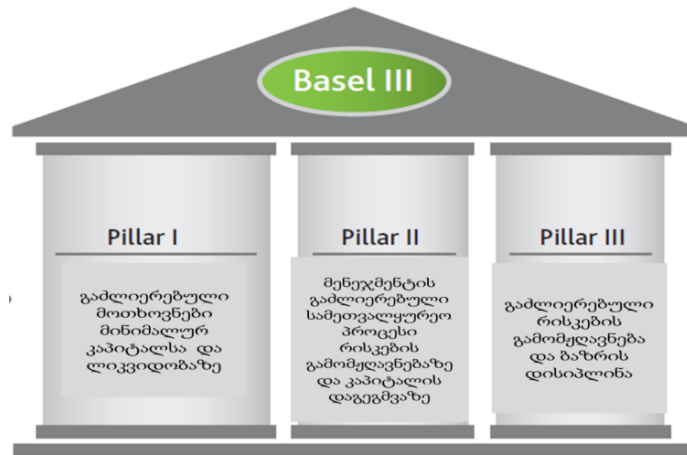 Basel III
Pillar I
გაძლიერებული
მოთხოვნები
მინიმალურ
კაპიტალსა და
ლიკვიდობაზე
Pillar II
მენეჯმენტის
გაძლიერებული
სამეთვალყურეო
პროცესი
რისკების
გამომჟღავნებაზე
და კაპიტალის
დაგეგმვაზე
Pillar III
გაძლიერებული
რისკების
გამომჟღავნება
და ბაზრის
დისიპლინა